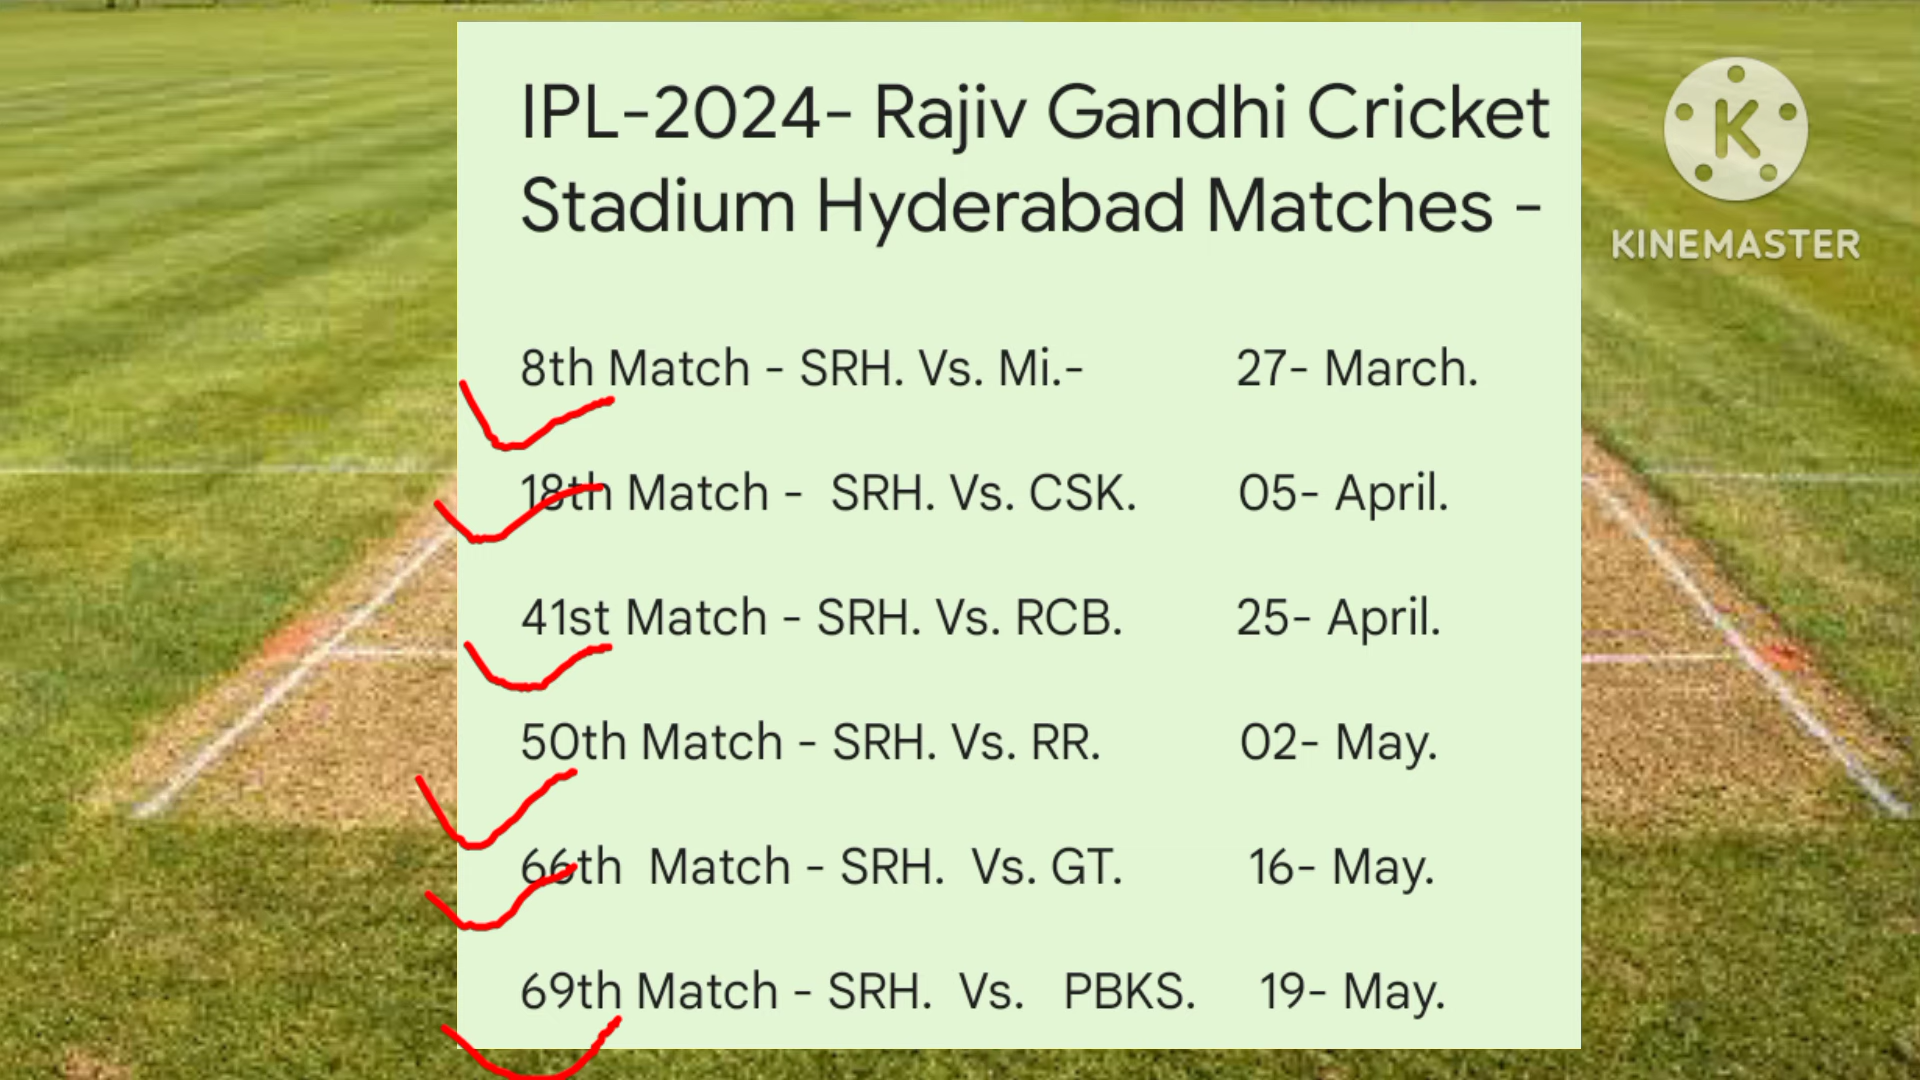 IPL-2024- Rajiv Gandhi Cricket
Stadium Hyderabad Matches -
K
KINEMASTER
8th Match - SRH. Vs. Mi.- 27- March.
18th Match - SRH. Vs. CSK. 05- April.
41st Match - SRH. Vs. RCB. 25- April.
50th Match - SRH. Vs. RR. 02- May.
66th Match - SRH. Vs. GT. 16- May.
69th Match - SRH. Vs. PBKS. 19- May.